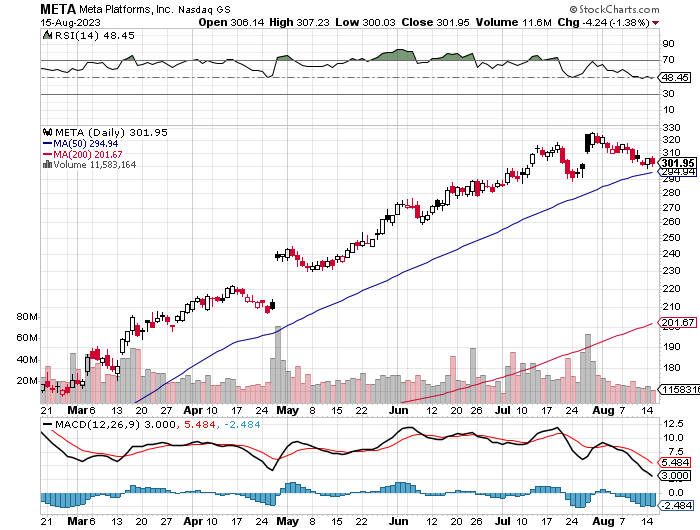 META Meta Platforms, Inc. Nasdaq GS © StockCharts.com
15-Aug-2023 Open 306.14 High 307.23 Low 300.03 Close 301.95 Volume 11.6M Chg -4.24 (-1.38%)
RSI(14) 48.45
90
70
48.45
30
10
META (Daily) 301.95
MA(50) 294.94
MA(200) 201.67
Volume 11,583,164
330
320
310
301.95
294.94
290
280
270
260
250
240
230
220
210
201.67
190
180
11583164
80M
60M
40M
20M
21 Mar 6 13 20 27 Apr 10 17 24 May 8 15 22 Jun 12 20 26 Jul 10 17 24 Aug 7 14
MACD(12,26,9) 3.000, 5.484, -2.484
12.5
10.0
7.5
5.484
3.000
0.0
-2.484
21 Mar 6 13 20 27 Apr 10 17 24 May 8 15 22 Jun 12 20 26 Jul 10 17 24 Aug 7 14